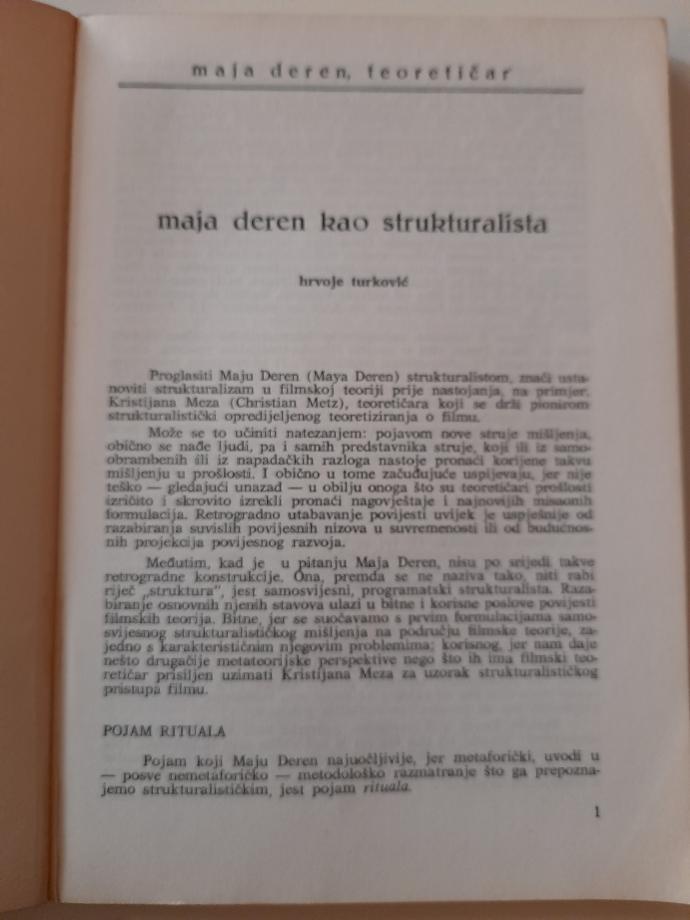 maja deren, teoretičar
maja deren kao strukturalista
hrvoje turković
Proglasiti Maju Deren (Maya Deren) strukturalistom, znači usta-
noviti strukturalizam u filmskoj teoriji prije nastojanja, na primjer,
Kristijana Meza (Christian Metz), teoretičara koji se drži pionirom
strukturalistički opredijeljenog teoretiziranja o filmu.
Može se to učiniti natezanjem: pojavom nove struje mišljenja,
obično se nađe ljudi, pa i samih predstavnika struje, koji ili iz samo-
obrambenih ili iz napadačkih razloga nastoje pronaći korijene takvu
mišljenju u prošlosti. I obično u tome začuđujuće uspijevaju, jer nije
teško — gledajući unazad — u obilju onoga što su teoretičari prošlosti
izričito i skrovito izrekli pronaći nagovještaje i najnovijih misaonih
formulacija. Retrogradno utabavanje povijesti uvijek je uspješnije od
razabiranja suvislih povijesnih nizova u suvremenosti ili od budućnos-
nih projekcija povijesnog razvoja.
Međutim, kad je u pitanju Maja Deren, nisu po srijedi takve
retrogradne konstrukcije. Ona, premda se ne naziva tako, niti rabi
riječ „struktura", jest samosvijesni, programatski strukturalista. Raza-
biranje osnovnih njenih stavova ulazi u bitne i korisne poslove povijesti
filmskih teorija. Bitne, jer se suočavamo s prvim formulacijama samo-
svijesnog strukturalističkog mišljenja na području filmske teorije, za-
jedno s karakterističnim njegovim problemima; korisnog, jer nam daje
nešto drugačije metateorijske perspektive nego što ih ima filmski teo-
retičar prisiljen uzimati Kristijana Meza za uzorak strukturalističkog
pristupa filmu.
POJAM RITUALA
Pojam koji Maju Deren najuočljivije, jer metaforički, uvodi u
— posve nemetaforičko — metodološko razmatranje što ga prepozna-
jemo strukturalističkim, jest pojam rituala.
1